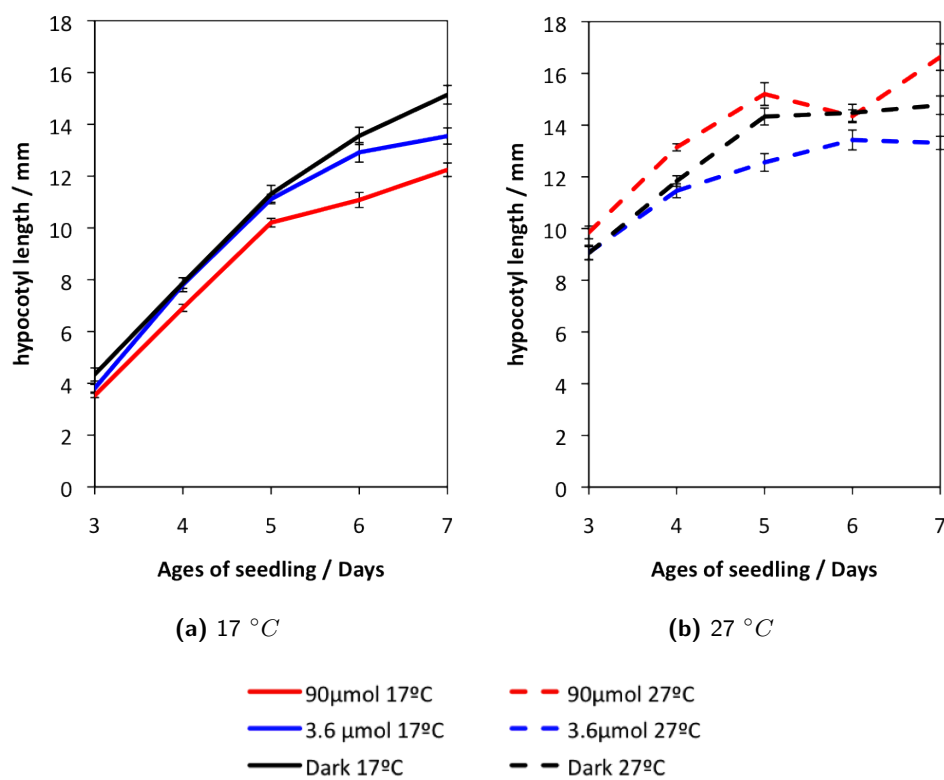 18
16
14
12
10
8
6
4
2
0
hypocotyl length / mm
3 4 5 6 7
Ages of seedling / Days
(a) 17 °C
18
16
14
12
10
8
6
4
2
0
hypocotyl length / mm
3 4 5 6 7
Ages of seedling / Days
(b) 27 °C
90µmol 17ºC
3.6 µmol 17ºC
Dark 17ºC
90µmol 27ºC
3.6µmol 27ºC
Dark 27ºC